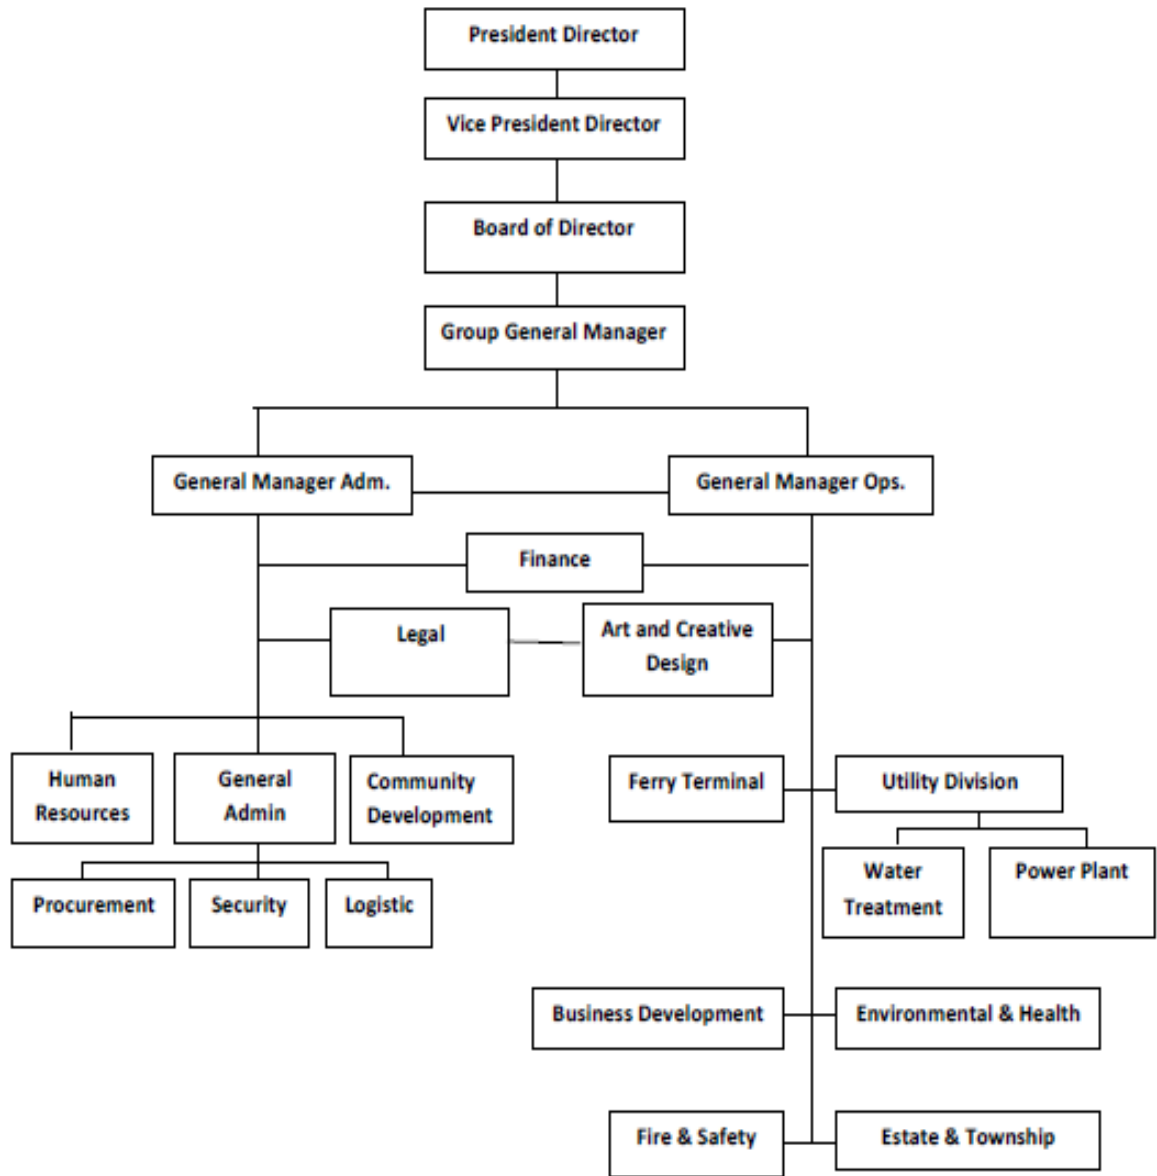 President Director
Vice President Director
Board of Director
Group General Manager
General Manager Adm.
General Manager Ops.
Finance
Legal
Art and Creative
Design
Human
Resources
General
Admin
Community
Development
Ferry Terminal
Utility Division
Procurement
Security
Logistic
Water
Treatment
Power Plant
Business Development
Environmental & Health
Fire & Safety
Estate & Township